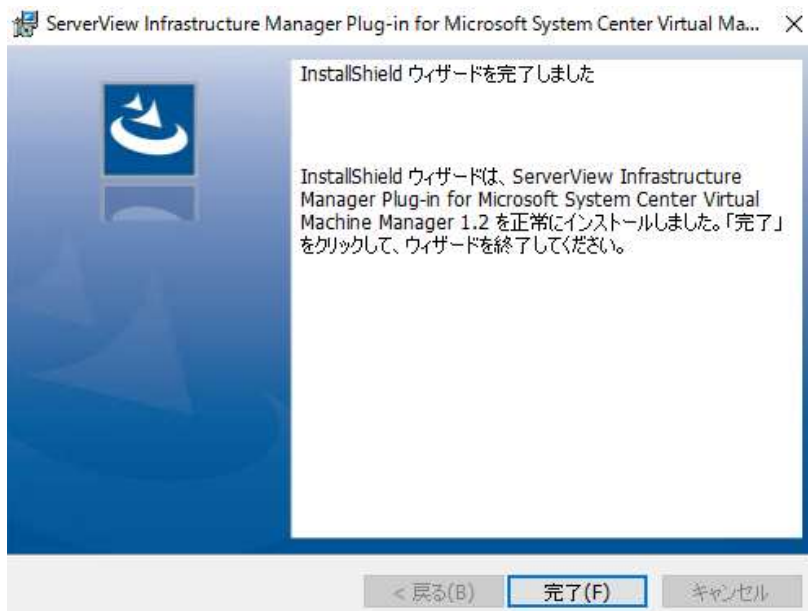 ServerView Infrastructure Manager Plug-in for Microsoft System Center Virtual Ma...
InstallShield ウィザードを完了しました
InstallShield ウィザードは、ServerView Infrastructure
Manager Plug-in for Microsoft System Center Virtual
Machine Manager 1.2 を正常にインストールしました。「完了」
をクリックして、ウィザードを終了してください。
< 戻る(B)
完了(F)
キャンセル